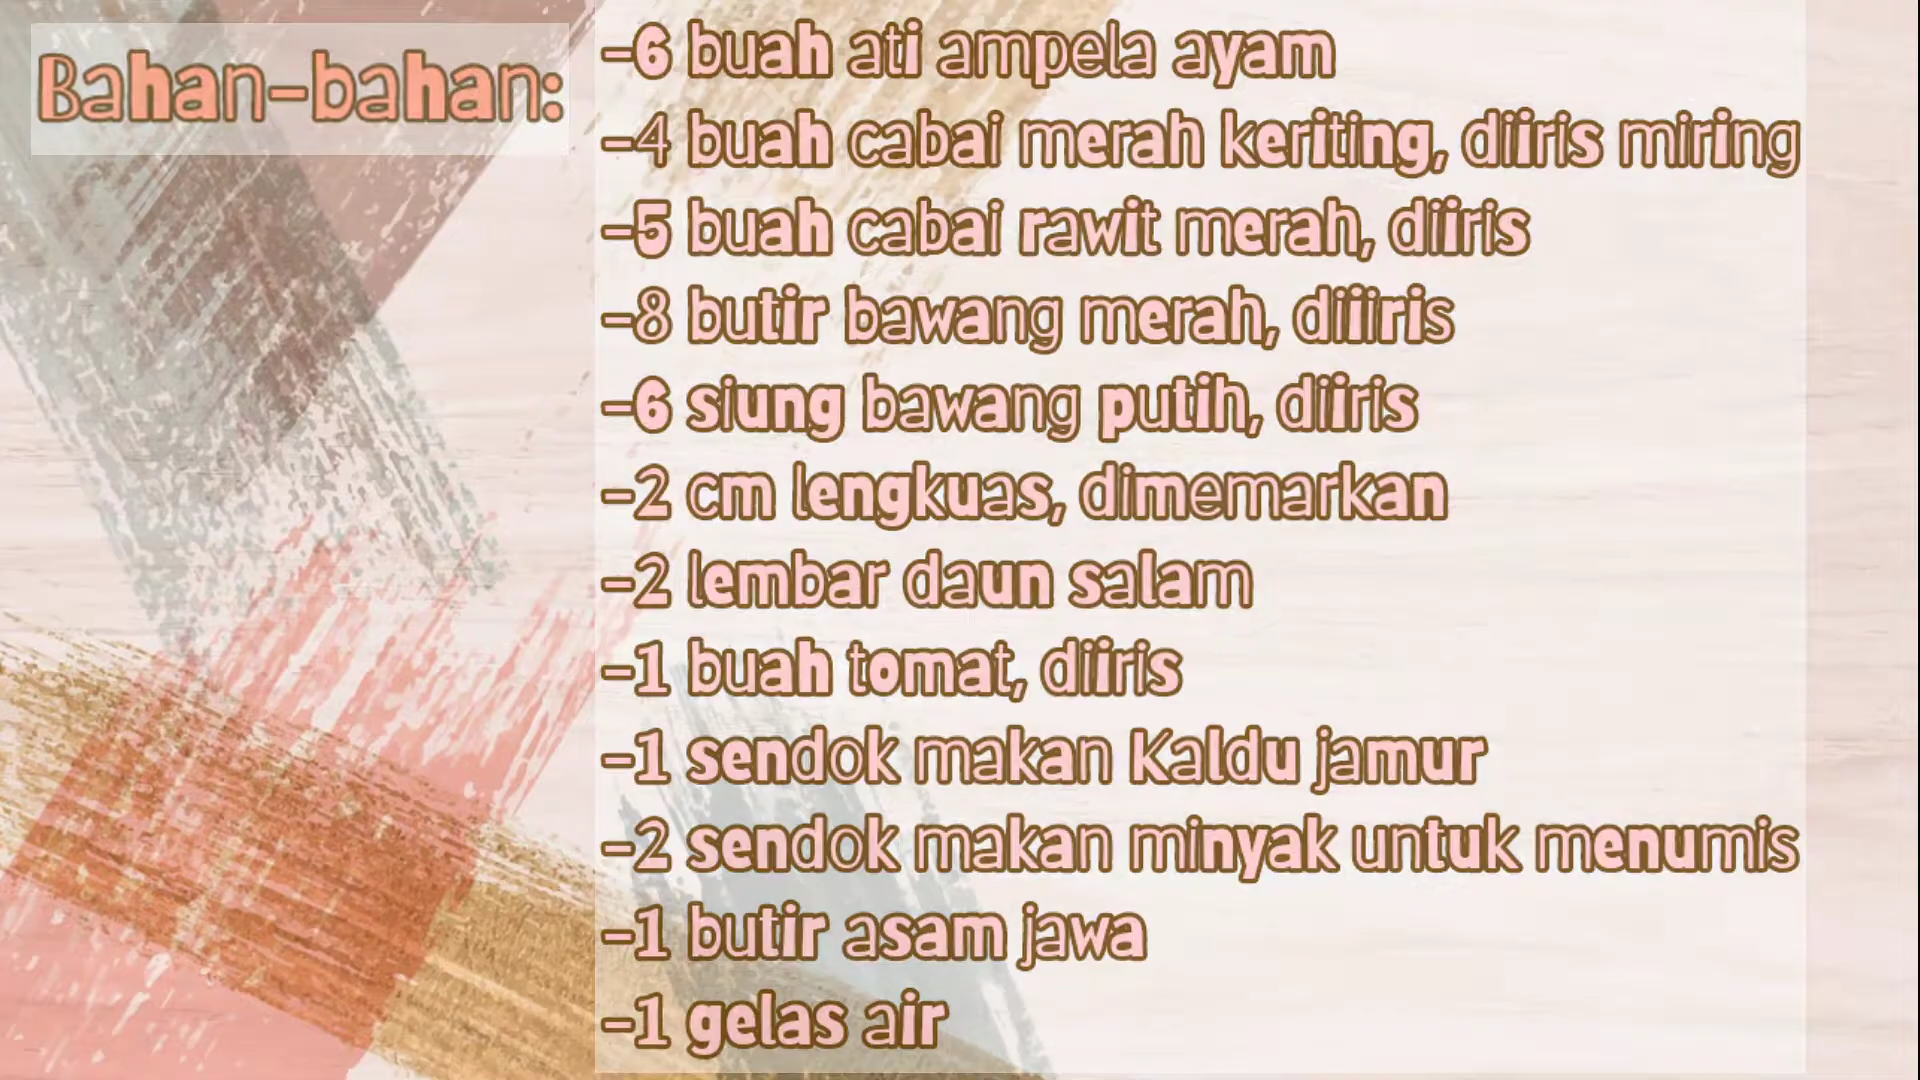 Bahan-bahan:
-6 buah ati ampela ayam
-4 buah cabai merah keriting, diiris miring
-5 buah cabai rawit merah, diiris
-8 butir bawang merah, diiiris
-6 siung bawang putih, diiris
-2 cm lengkuas, dimemarkan
-2 lembar daun salam
-1 buah tomat, diiris
-1 sendok makan Kaldu jamur
-2 sendok makan minyak untuk menumis
-1 butir asam jawa
-1 gelas air